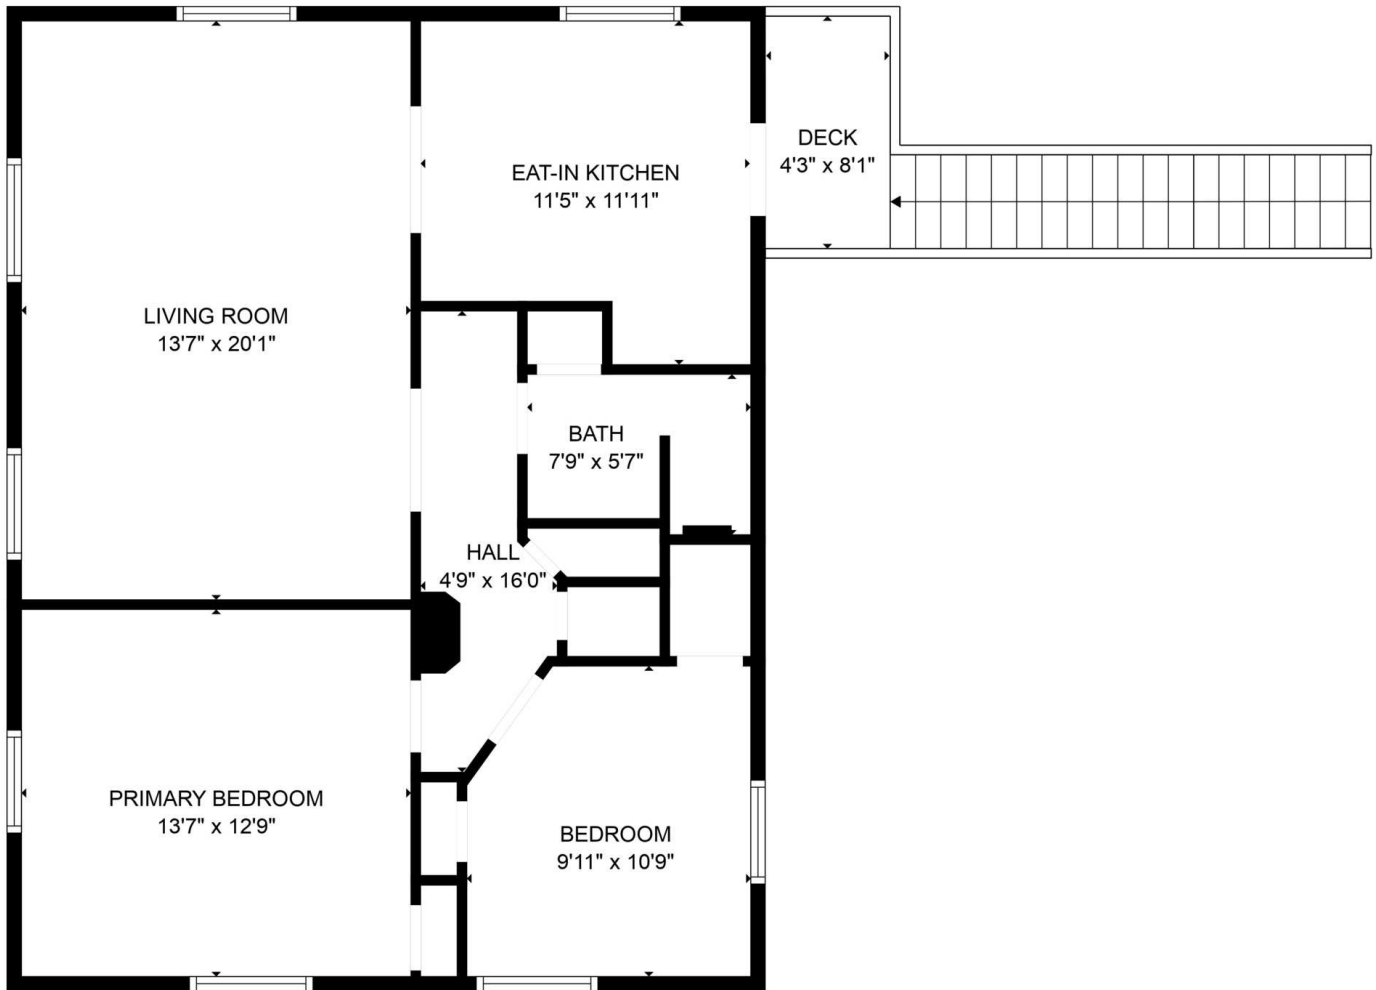 DECK
4'3" x 8'1"
EAT-IN KITCHEN
11'5" x 11'11"
LIVING ROOM
13'7" x 20'1"
BATH
7'9" x 5'7"
HALL
4'9" x 16'0"
PRIMARY BEDROOM
13'7" x 12'9"
BEDROOM
9'11" x 10'9"